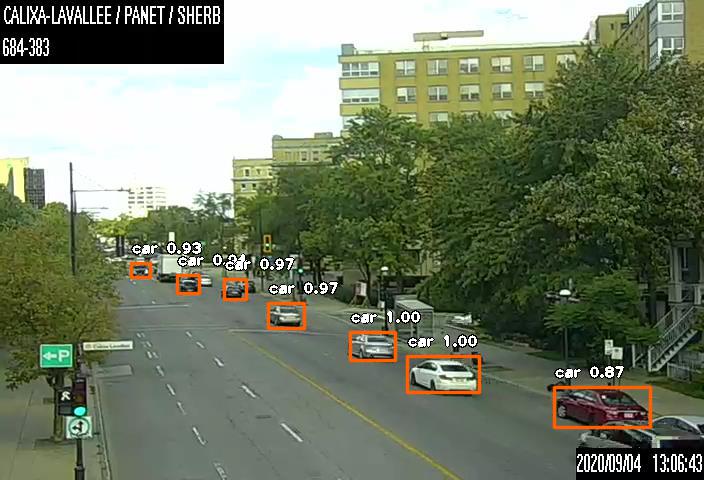 CALIXA-LAVALLEE / PANET / SHERB
684-383
car 0.93
car 0.97
car 0.97
car 1.00
car 1.00
car 0.87
P
Calixa-Lavallée
2020/09/04 13:06:43